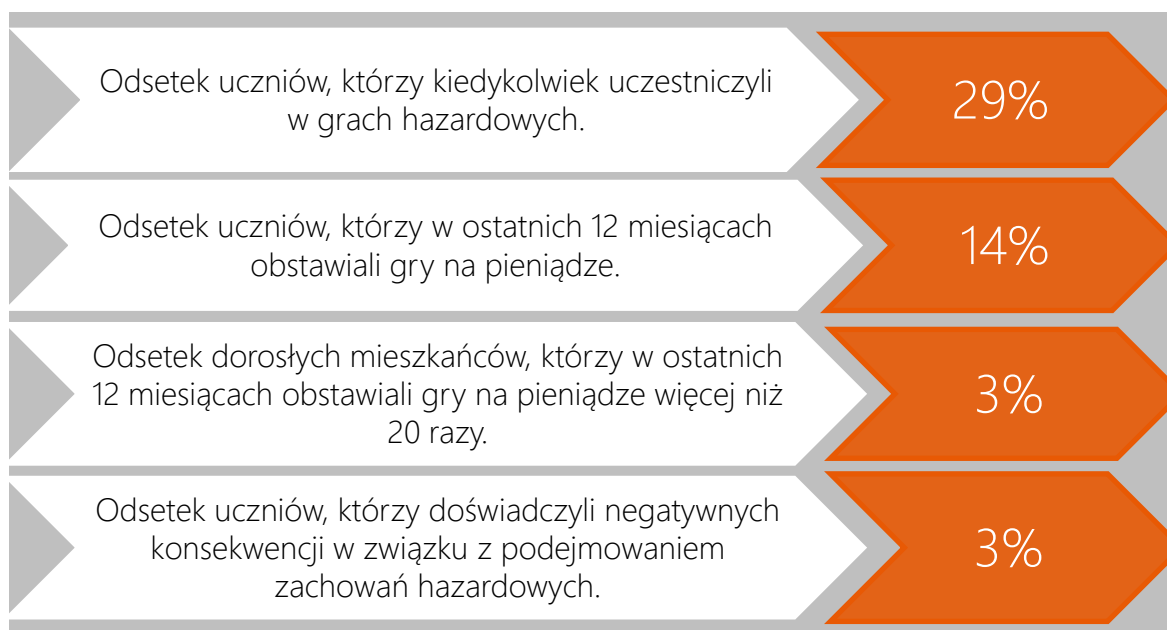 Odsetek uczniów, którzy kiedykolwiek uczestniczyli
w grach hazardowych.
29%
Odsetek uczniów, którzy w ostatnich 12 miesiącach
obstawiali gry na pieniądze.
14%
Odsetek dorosłych mieszkańców, którzy w ostatnich
12 miesiącach obstawiali gry na pieniądze więcej niż
20 razy.
3%
Odsetek uczniów, którzy doświadczyli negatywnych
konsekwencji w związku z podejmowaniem
zachowań hazardowych.
3%